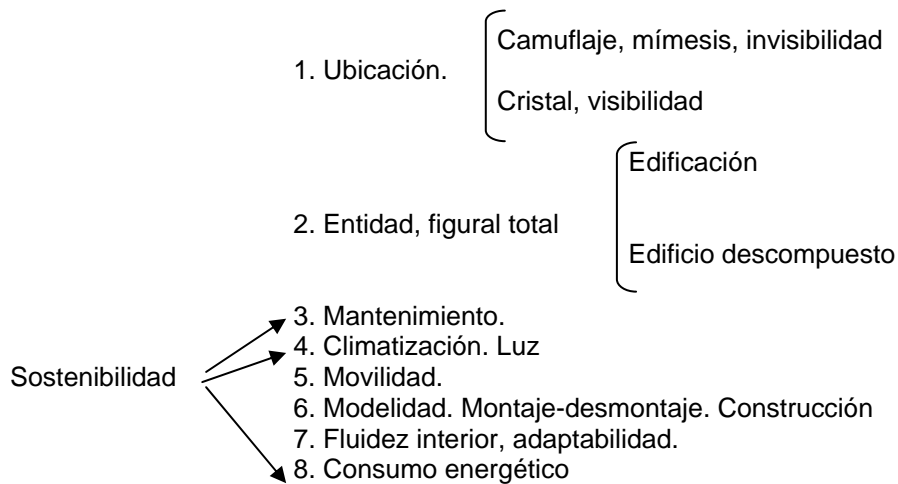 Camuflaje, mímesis, invisibilidad
1. Ubicación.
Cristal, visibilidad
Edificación
2. Entidad, figural total
Edificio descompuesto
3. Mantenimiento.
4. Climatización. Luz
Sostenibilidad
5. Movilidad.
6. Modelidad. Montaje-desmontaje. Construcción
7. Fluidez interior, adaptabilidad.
8. Consumo energético